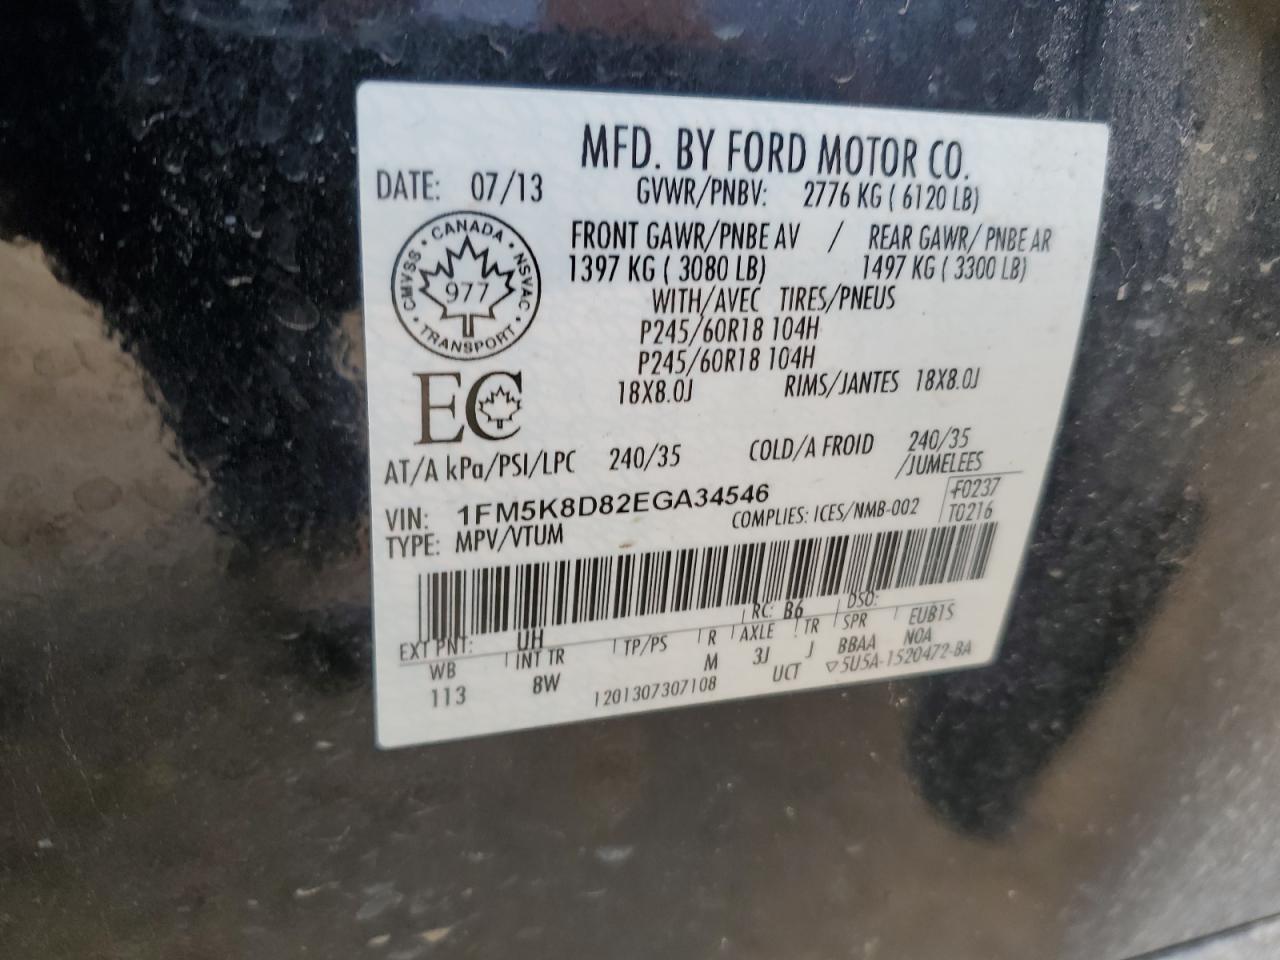 MFD. BY FORD MOTOR CO.
DATE: 07/13 GVWR/PNBV: 2776 KG ( 6120 LB)
FRONT GAWR/PNBE AV / REAR GAWR/ PNBE AR
1397 KG ( 3080 LB) 1497 KG ( 3300 LB)
WITH/AVEC TIRES/PNEUS
P245/60R18 104H
P245/60R18 104H
18X8.0J RIMS/JANTES 18X8.0J
CMVSS • CANADA • NSVAC • TRANSPORT •
977
EC
AT/A kPa/PSI/LPC 240/35 COLD/A FROID 240/35
/JUMELEES
VIN: 1FM5K8D82EGA34546 F0237
TYPE: MPV/VTUM COMPLIES: ICES/NMB-002 T0216
EXT PNT: UH RC: B6 DSO:
WB INT TR TP/PS R AXLE TR SPR EUB1S
113 8W M 3J J BBAA NOA
1201307307108 UCT ▽5U5A-1520472-BA